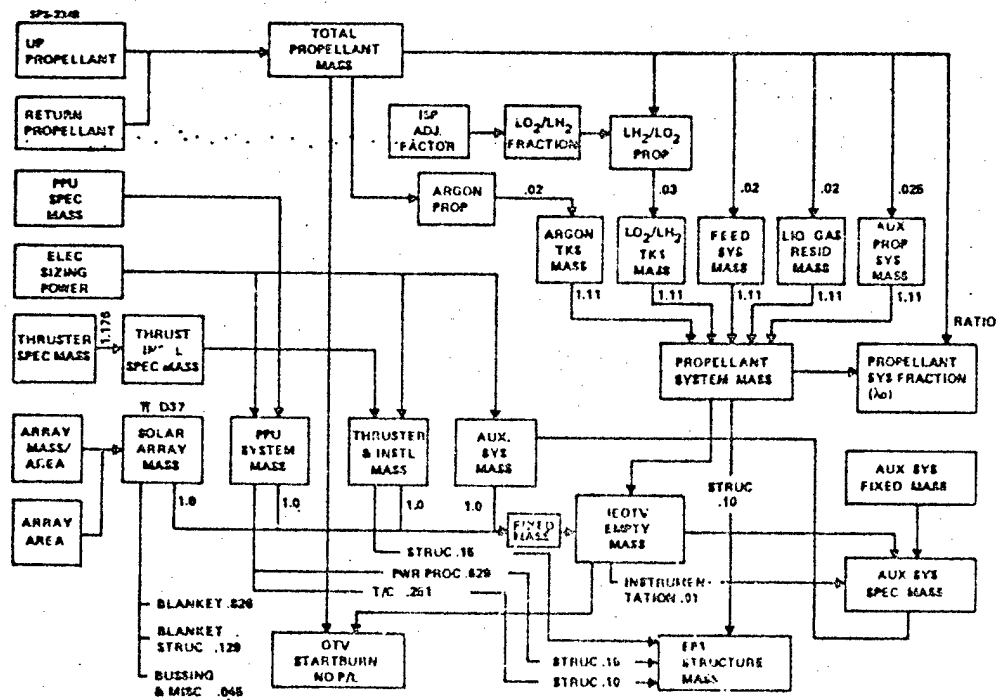 SPS-2348
UP
PROPELLANT
TOTAL
PROPELLANT
MASS
RETURN
PROPELLANT
ISP
ADJ.
FACTOR
LO2/LH2
FRACTION
LH2/LO2
PROP
PPU
SPEC
MASS
ARGON
PROP
.02
.03
.02
.02
.025
ARGON
TKS
MASS
LO2/LH2
TKS
MASS
FEED
SYS
MASS
LIQ GAS
RESID
MASS
AUX
PROP
SYS
MASS
ELEC
SIZING
POWER
1.11
1.11
1.11
1.11
1.11
RATIO
THRUSTER
SPEC MASS
1.176
THRUST
INSTL
SPEC MASS
PROPELLANT
SYSTEM MASS
PROPELLANT
SYS FRACTION
π D37
ARRAY
MASS/
AREA
SOLAR
ARRAY
MASS
PPU
SYSTEM
MASS
THRUSTER
& INSTL
MASS
AUX.
SYS
MASS
STRUC
.10
AUX SYS
FIXED MASS
1.0
1.0
1.0
1.0
ARRAY
AREA
FIXED
MASS
EMPTY
MASS
STRUC .15
PWR PROC .629
T/C .251
INSTRUMEN-
TATION .01
AUX SYS
SPEC MASS
BLANKET .826
BLANKET
STRUC .129
BUSSING
& MISC .045
OTV
STARTBURN
NO P/L
STRUC .15
STRUC .10
STRUCTURE
MASS